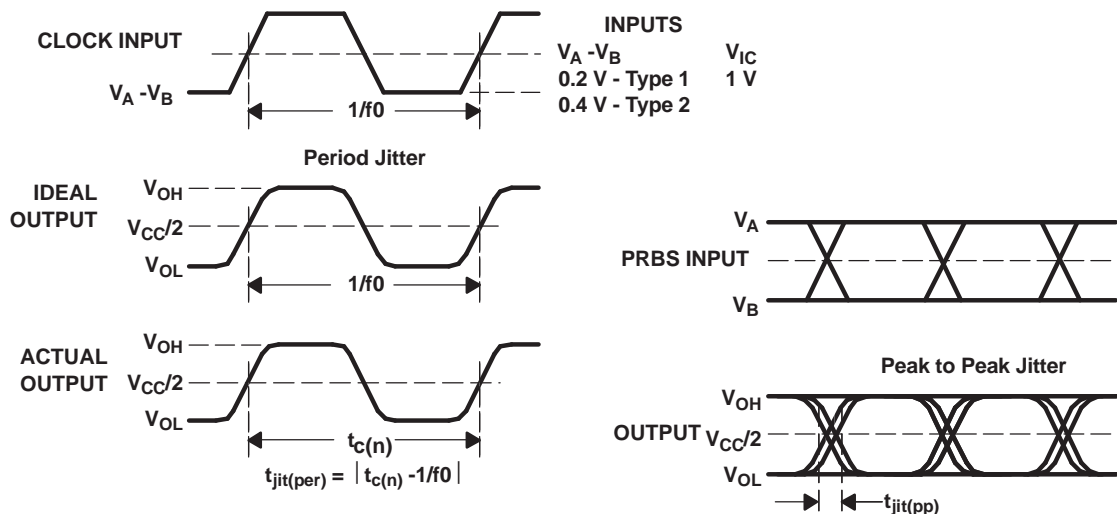 CLOCK INPUT
V_A -V_B
1/f0
INPUTS
V_A -V_B V_IC
0.2 V - Type 1 1 V
0.4 V - Type 2
Period Jitter
IDEAL
OUTPUT
V_OH
V_CC/2
V_OL
1/f0
ACTUAL
OUTPUT
V_OH
V_CC/2
V_OL
t_c(n)
t_jit(per) = | t_c(n) -1/f0 |
V_A
PRBS INPUT
V_B
Peak to Peak Jitter
V_OH
OUTPUT V_CC/2
V_OL
t_jit(pp)